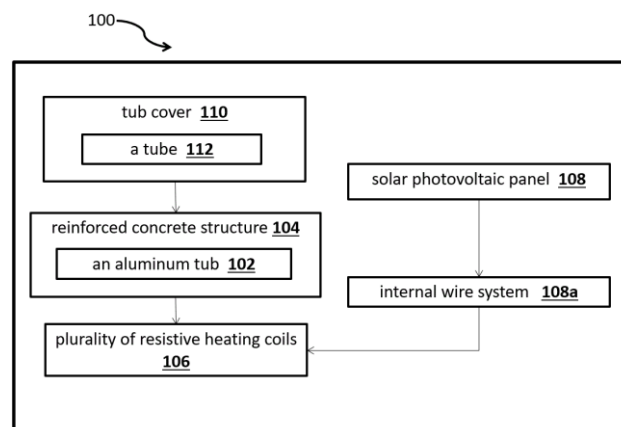 100
tub cover 110
a tube 112
solar photovoltaic panel 108
reinforced concrete structure 104
an aluminum tub 102
internal wire system 108a
plurality of resistive heating coils
106